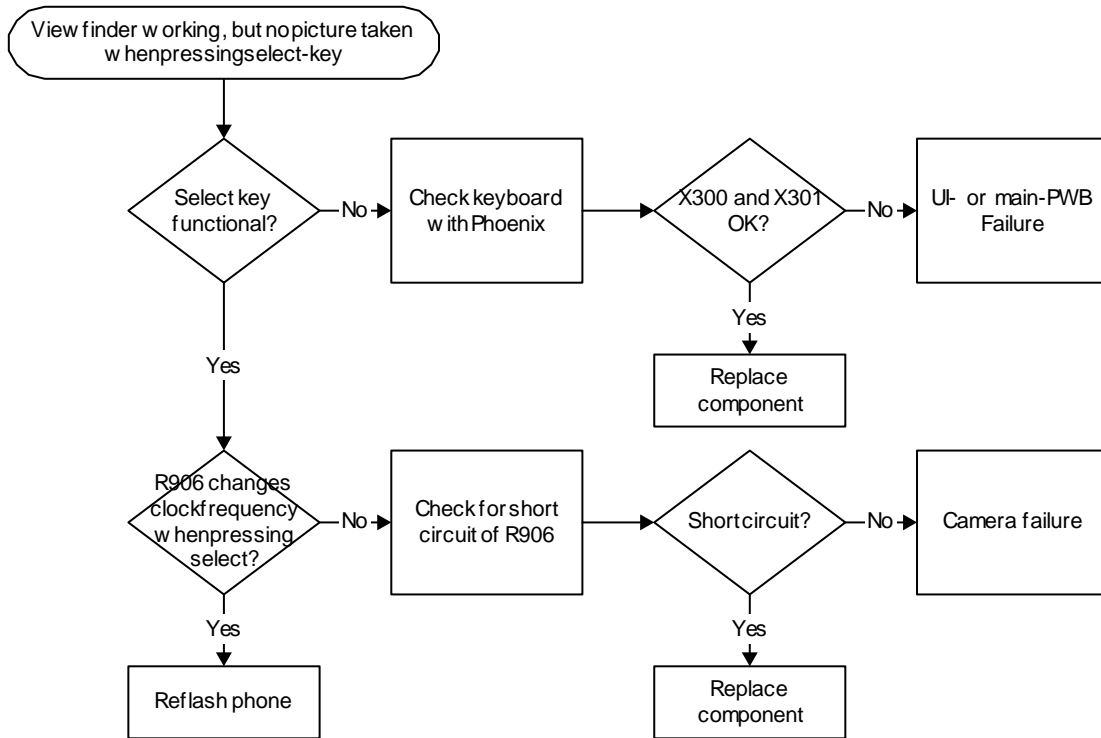 View finder working, but no picture taken
when pressing select-key
Select key
functional?
No
Check keyboard
with Phoenix
X300 and X301
OK?
No
UI- or main-PWB
Failure
Yes
Replace
component
Yes
R906 changes
clockfrequency
when pressing
select?
No
Check for short
circuit of R906
Short circuit?
No
Camera failure
Yes
Reflash phone
Yes
Replace
component